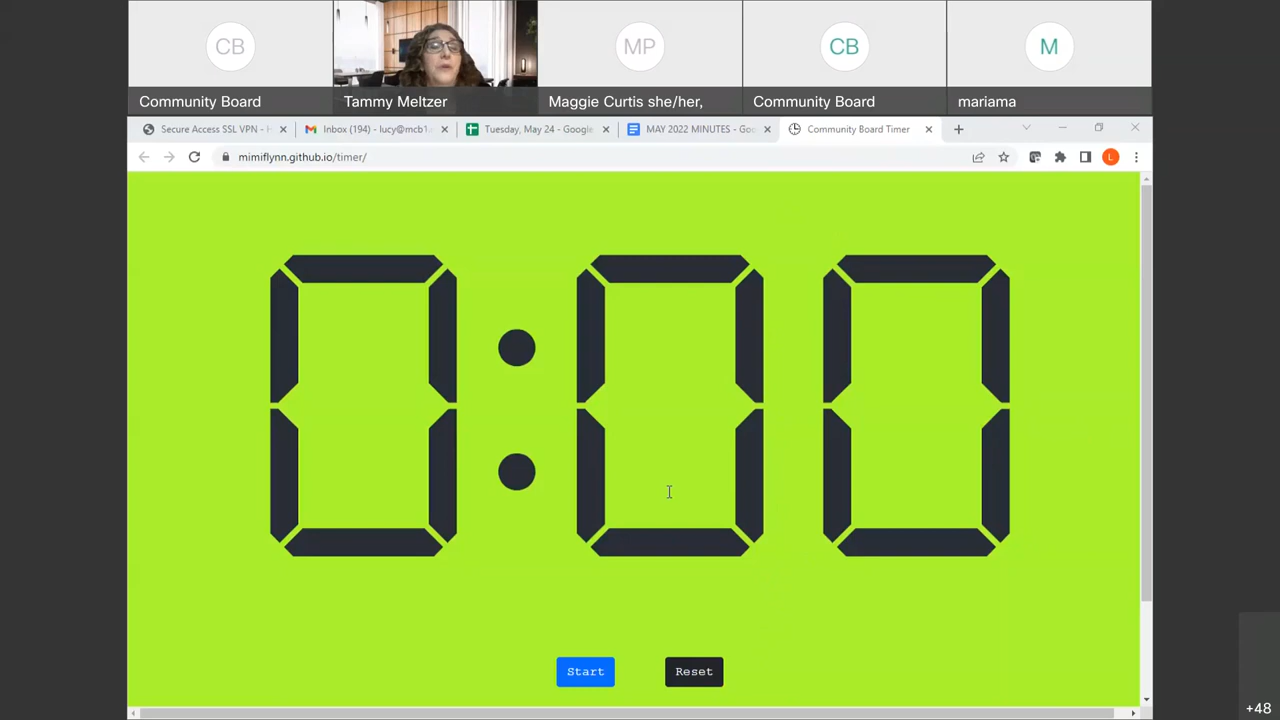 CB
MP
CB
M
Community Board
Tammy Meltzer
Maggie Curtis she/her,
Community Board
mariama
Secure Access SSL VPN - H
Inbox (194) - lucy@mcb1
Tuesday, May 24 - Google
MAY 2022 MINUTES - Goo
Community Board Timer
mimiflynn.github.io/timer/
L
0:00
Start
Reset
+48